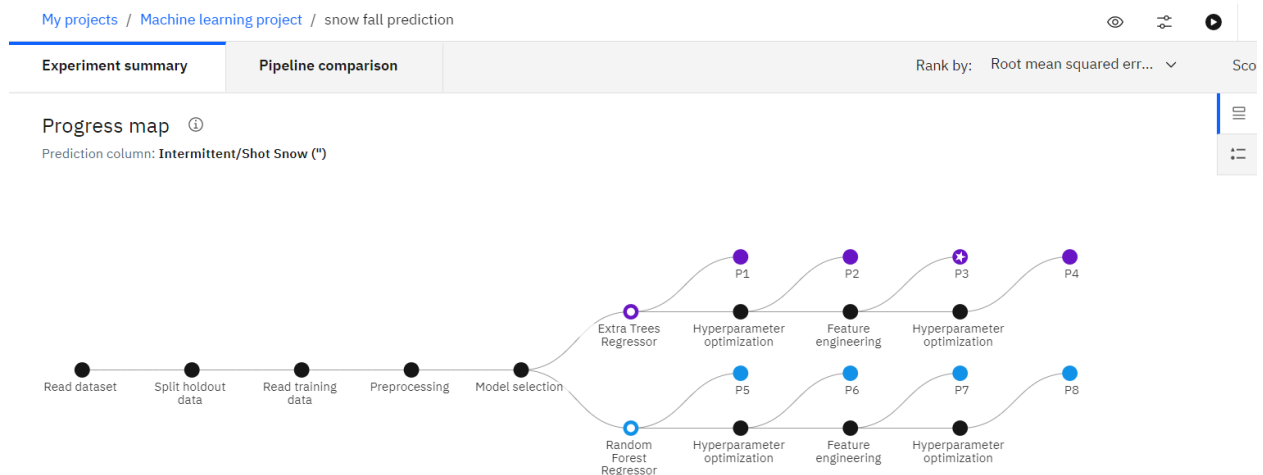 My projects / Machine learning project / snow fall prediction
Experiment summary
Pipeline comparison
Rank by: Root mean squared err...
Sco
Progress map
Prediction column: Intermittent/Shot Snow (")
P1
P2
P3
P4
Extra Trees
Regressor
Hyperparameter
optimization
Feature
engineering
Hyperparameter
optimization
Read dataset
Split holdout
data
Read training
data
Preprocessing
Model selection
P5
P6
P7
P8
Random
Forest
Regressor
Hyperparameter
optimization
Feature
engineering
Hyperparameter
optimization